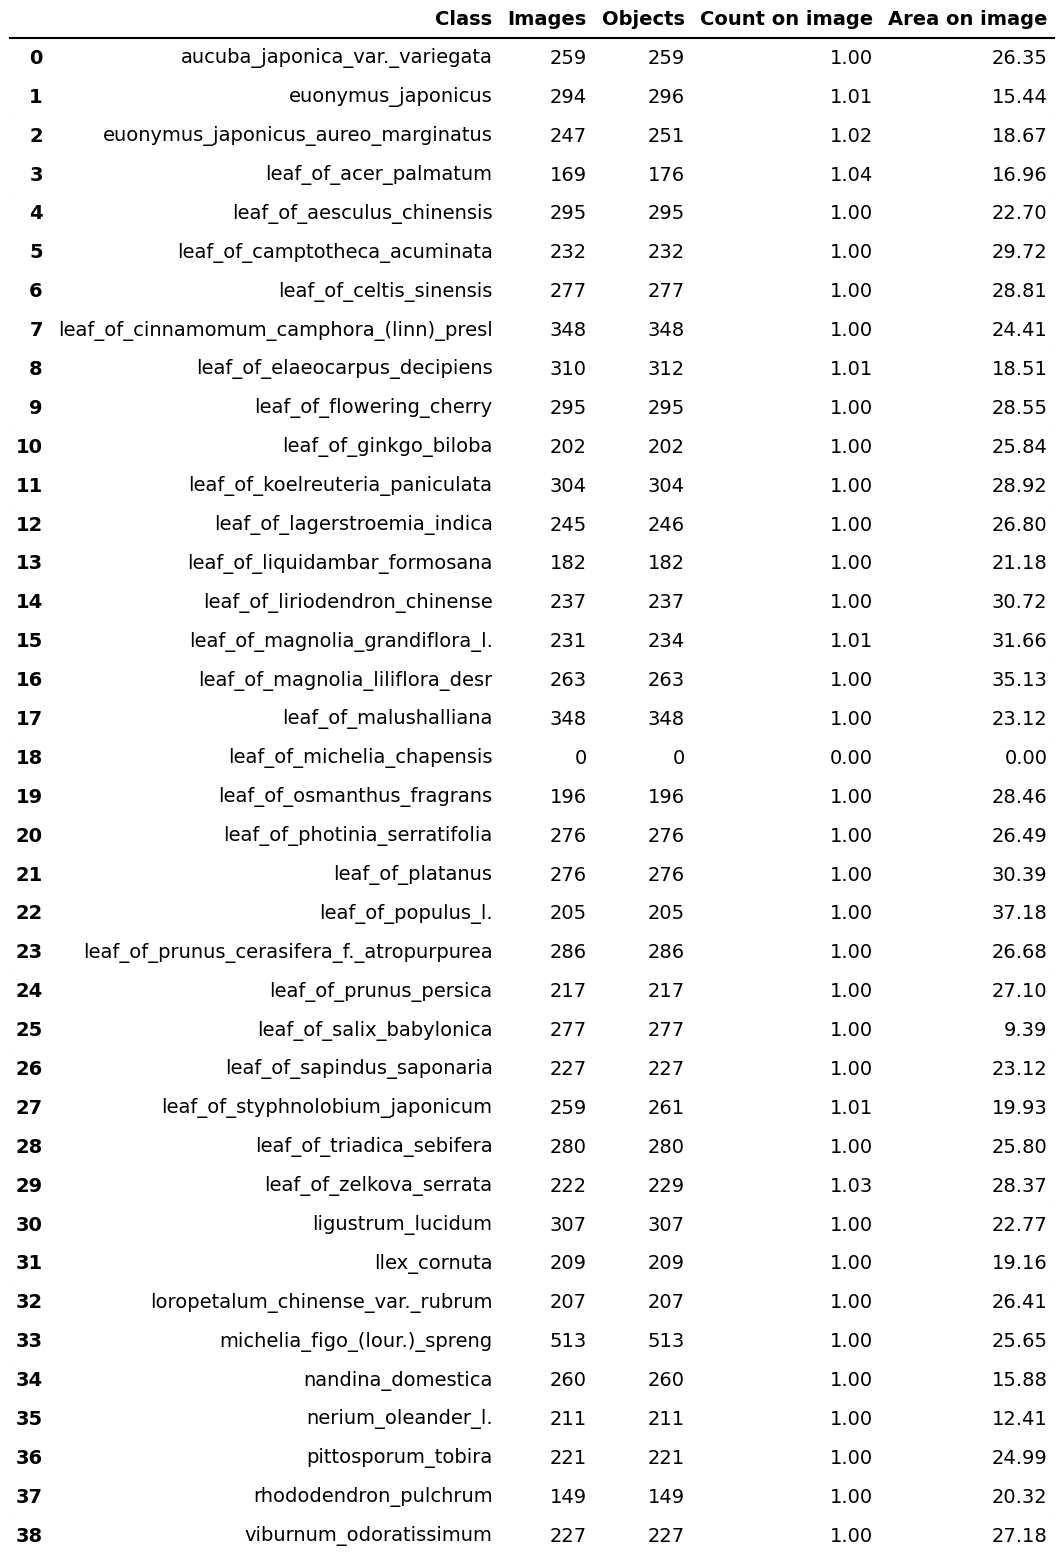 Class Images Objects Count on image Area on image
0 aucuba_japonica_var._variegata 259 259 1.00 26.35
1 euonymus_japonicus 294 296 1.01 15.44
2 euonymus_japonicus_aureo_marginatus 247 251 1.02 18.67
3 leaf_of_acer_palmatum 169 176 1.04 16.96
4 leaf_of_aesculus_chinensis 295 295 1.00 22.70
5 leaf_of_camptotheca_acuminata 232 232 1.00 29.72
6 leaf_of_celtis_sinensis 277 277 1.00 28.81
7 leaf_of_cinnamomum_camphora_(linn)_presl 348 348 1.00 24.41
8 leaf_of_elaeocarpus_decipiens 310 312 1.01 18.51
9 leaf_of_flowering_cherry 295 295 1.00 28.55
10 leaf_of_ginkgo_biloba 202 202 1.00 25.84
11 leaf_of_koelreuteria_paniculata 304 304 1.00 28.92
12 leaf_of_lagerstroemia_indica 245 246 1.00 26.80
13 leaf_of_liquidambar_formosana 182 182 1.00 21.18
14 leaf_of_liriodendron_chinense 237 237 1.00 30.72
15 leaf_of_magnolia_grandiflora_l. 231 234 1.01 31.66
16 leaf_of_magnolia_liliflora_desr 263 263 1.00 35.13
17 leaf_of_malushalliana 348 348 1.00 23.12
18 leaf_of_michelia_chapensis 0 0 0.00 0.00
19 leaf_of_osmanthus_fragrans 196 196 1.00 28.46
20 leaf_of_photinia_serratifolia 276 276 1.00 26.49
21 leaf_of_platanus 276 276 1.00 30.39
22 leaf_of_populus_l. 205 205 1.00 37.18
23 leaf_of_prunus_cerasifera_f._atropurpurea 286 286 1.00 26.68
24 leaf_of_prunus_persica 217 217 1.00 27.10
25 leaf_of_salix_babylonica 277 277 1.00 9.39
26 leaf_of_sapindus_saponaria 227 227 1.00 23.12
27 leaf_of_styphnolobium_japonicum 259 261 1.01 19.93
28 leaf_of_triadica_sebifera 280 280 1.00 25.80
29 leaf_of_zelkova_serrata 222 229 1.03 28.37
30 ligustrum_lucidum 307 307 1.00 22.77
31 llex_cornuta 209 209 1.00 19.16
32 loropetalum_chinense_var._rubrum 207 207 1.00 26.41
33 michelia_figo_(lour.)_spreng 513 513 1.00 25.65
34 nandina_domestica 260 260 1.00 15.88
35 nerium_oleander_l. 211 211 1.00 12.41
36 pittosporum_tobira 221 221 1.00 24.99
37 rhododendron_pulchrum 149 149 1.00 20.32
38 viburnum_odoratissimum 227 227 1.00 27.18